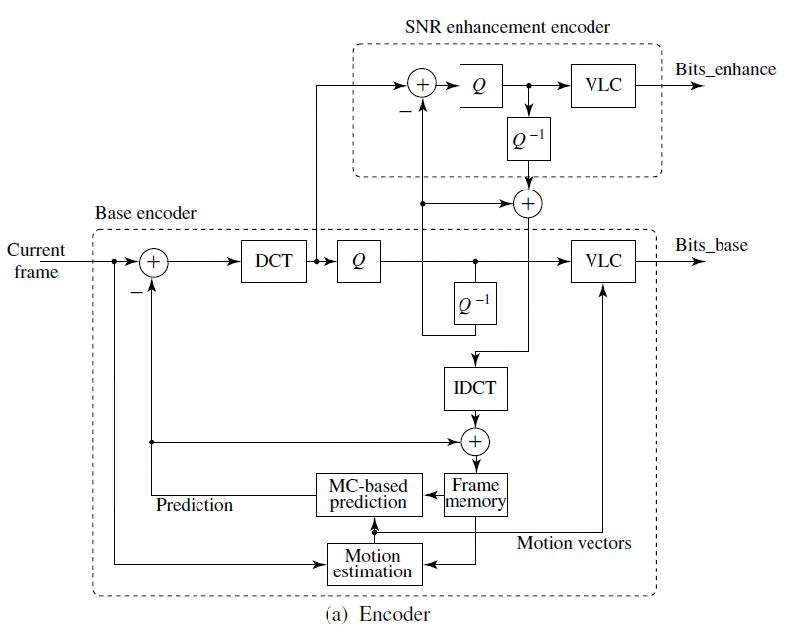 SNR enhancement encoder
Bits_enhance
+
Q
VLC
−
Q⁻¹
+
Base encoder
Bits_base
Current
frame
+
DCT
Q
VLC
−
Q⁻¹
IDCT
+
MC-based
prediction
Frame
memory
Prediction
Motion vectors
Motion
estimation
(a) Encoder